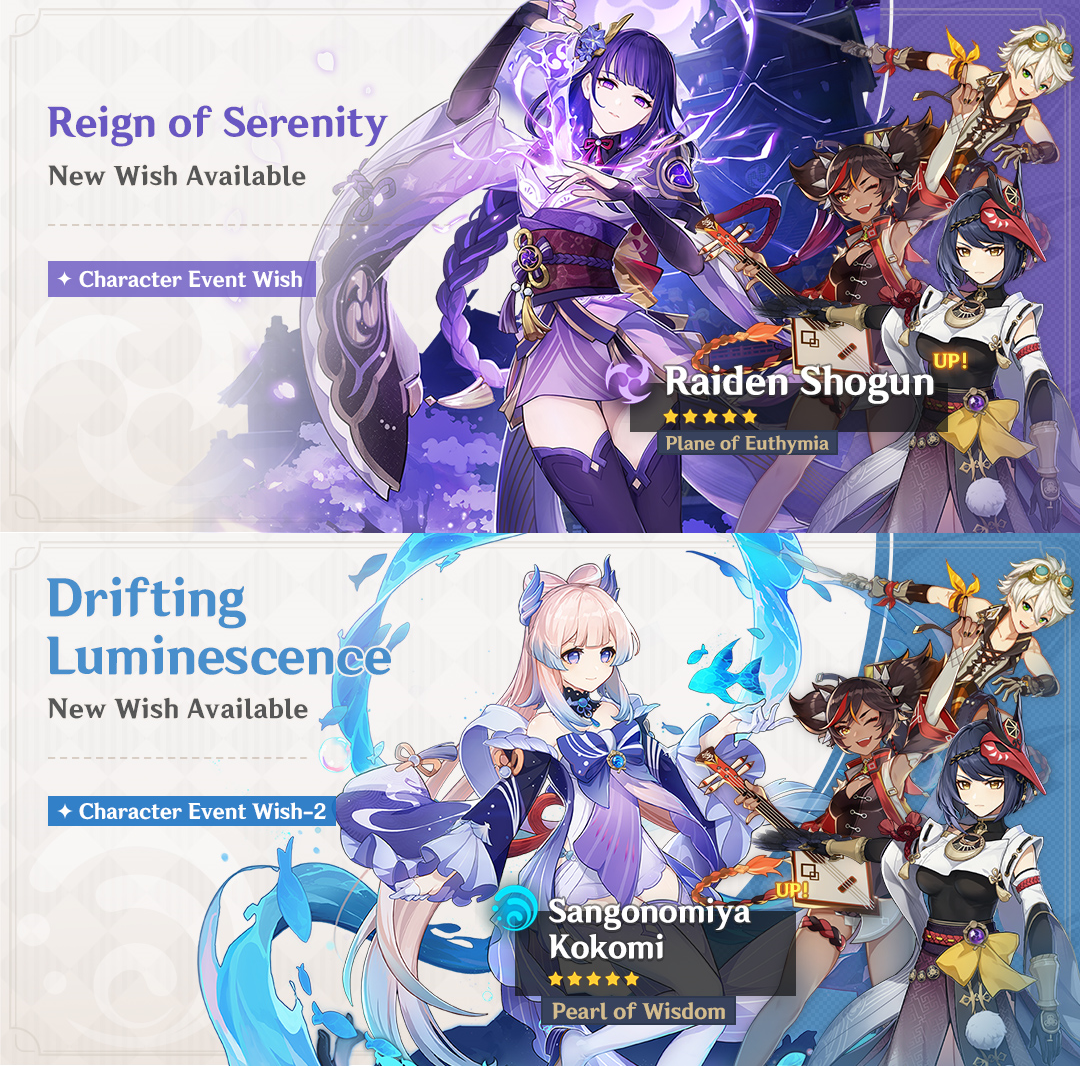 Reign of Serenity
New Wish Available
✦ Character Event Wish
UP!
Raiden Shogun
★★★★★
Plane of Euthymia
Drifting
Luminescence
New Wish Available
✦ Character Event Wish-2
UP!
Sangonomiya
Kokomi
★★★★★
Pearl of Wisdom